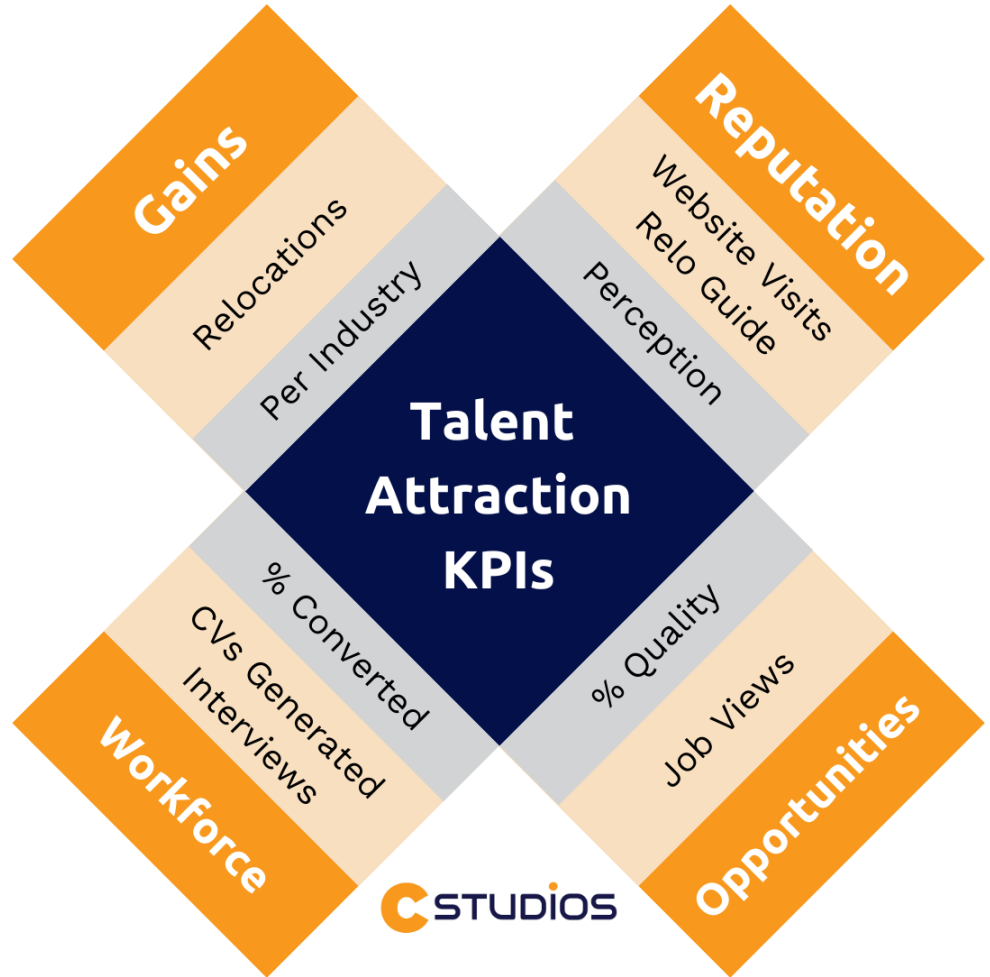 Gains
Relocations
Per Industry
Reputation
Website Visits
Relo Guide
Perception
Talent
Attraction
KPIs
% Converted
CVs Generated
Interviews
Workforce
% Quality
Job Views
Opportunities
C STUDIOS